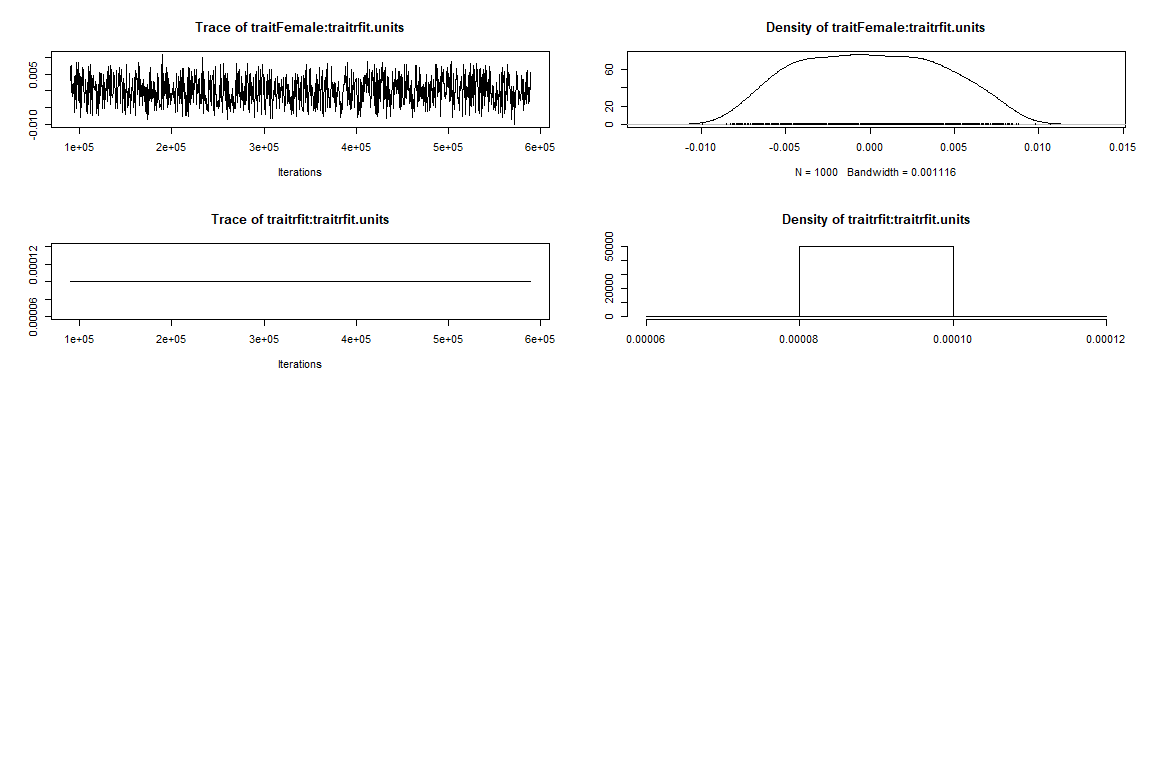 Trace of traitFemale:traitrfit.units
0.005
-0.010
1e+05 2e+05 3e+05 4e+05 5e+05 6e+05
Iterations
Density of traitFemale:traitrfit.units
60
20
0
-0.010 -0.005 0.000 0.005 0.010 0.015
N = 1000 Bandwidth = 0.001116
Trace of traitrfit:traitrfit.units
0.00012
0.00006
1e+05 2e+05 3e+05 4e+05 5e+05 6e+05
Iterations
Density of traitrfit:traitrfit.units
50000
20000
0
0.00006 0.00008 0.00010 0.00012